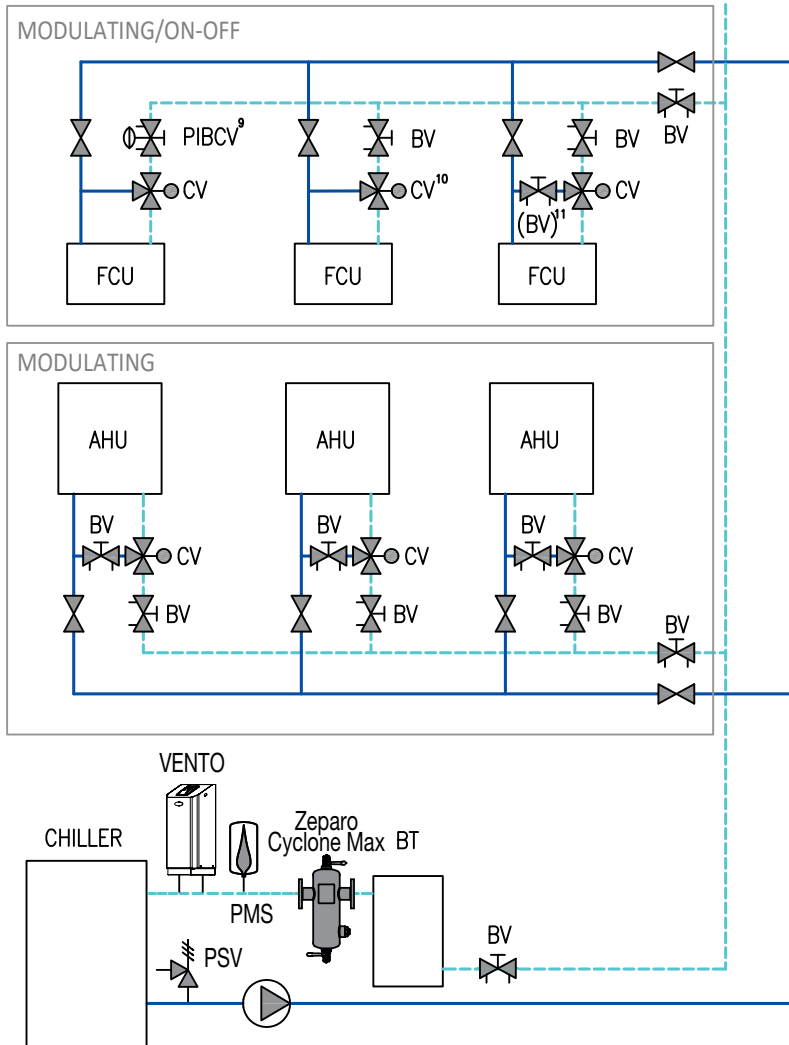 MODULATING/ON-OFF
PIBCV⁹
BV
BV
BV
CV
CV¹⁰
CV
(BV)¹¹
FCU
FCU
FCU
MODULATING
AHU
AHU
AHU
BV
BV
BV
CV
CV
CV
BV
BV
BV
BV
VENTO
Zeparo
Cyclone Max
BT
CHILLER
PMS
PSV
BV